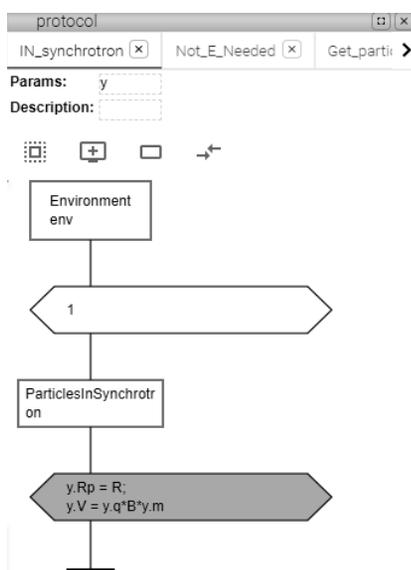 protocol
IN_synchrotron Not_E_Needed Get_partic
Params: y
Description:
Environment
env
1
ParticlesInSynchrotr
on
y.Rp = R;
y.V = y.q*B*y.m